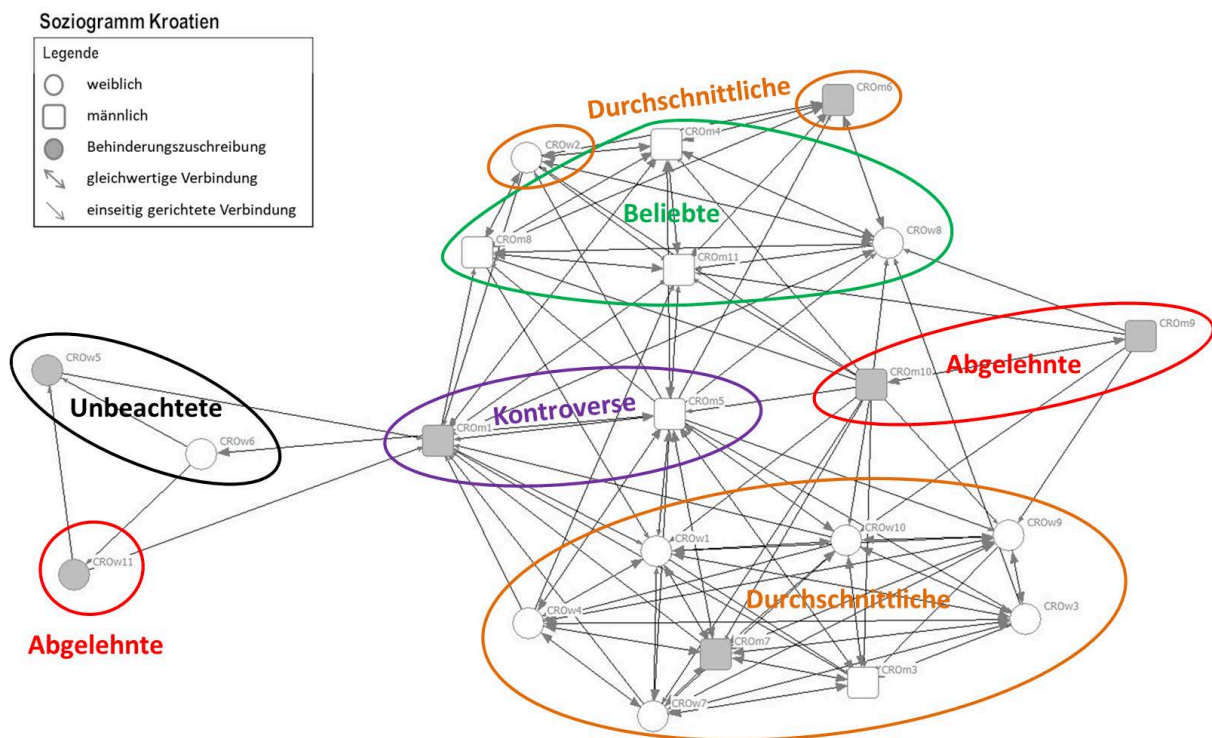 Soziogramm Kroatien
Legende
weiblich
männlich
Behinderungszuschreibung
gleichwertige Verbindung
einseitig gerichtete Verbindung
Durchschnittliche
CROm6
CROm4
CROw2
Beliebte
CROw8
CROm8
CROm11
CROm9
Abgelehnte
CROm10
CROw5
Unbeachtete
CROw6
Kontroverse
CROm5
CROm1
CROw11
Abgelehnte
CROw1
CROw10
CROw9
Durchschnittliche
CROw4
CROw3
CROm7
CROm3
CROw7